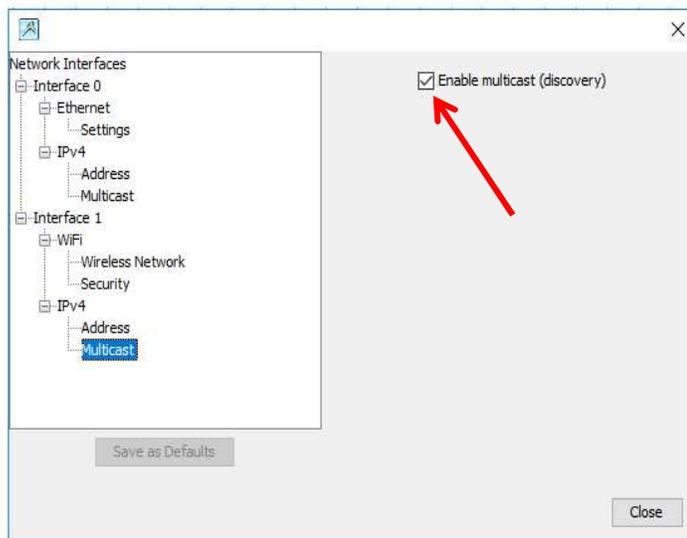 Network Interfaces
Interface 0
Ethernet
Settings
IPv4
Address
Multicast
Interface 1
WiFi
Wireless Network
Security
IPv4
Address
Multicast
Enable multicast (discovery)
Save as Defaults
Close